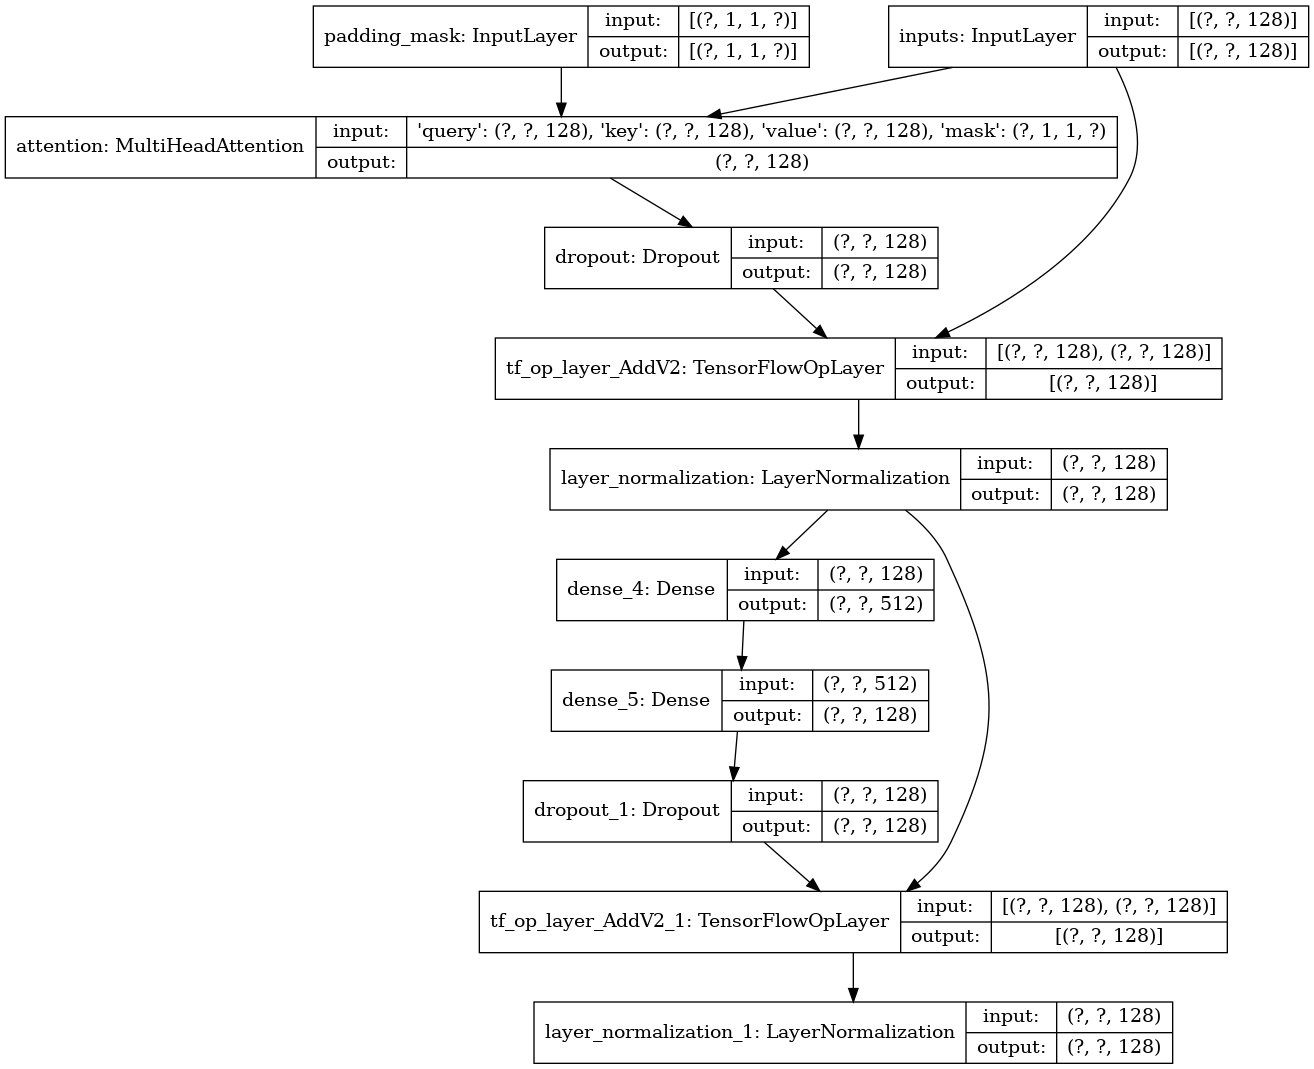 padding_mask: InputLayer
input: [(?, 1, 1, ?)]
output: [(?, 1, 1, ?)]
inputs: InputLayer
input: [(?, ?, 128)]
output: [(?, ?, 128)]
attention: MultiHeadAttention
input: 'query': (?, ?, 128), 'key': (?, ?, 128), 'value': (?, ?, 128), 'mask': (?, 1, 1, ?)
output: (?, ?, 128)
dropout: Dropout
input: (?, ?, 128)
output: (?, ?, 128)
tf_op_layer_AddV2: TensorFlowOpLayer
input: [(?, ?, 128), (?, ?, 128)]
output: [(?, ?, 128)]
layer_normalization: LayerNormalization
input: (?, ?, 128)
output: (?, ?, 128)
dense_4: Dense
input: (?, ?, 128)
output: (?, ?, 512)
dense_5: Dense
input: (?, ?, 512)
output: (?, ?, 128)
dropout_1: Dropout
input: (?, ?, 128)
output: (?, ?, 128)
tf_op_layer_AddV2_1: TensorFlowOpLayer
input: [(?, ?, 128), (?, ?, 128)]
output: [(?, ?, 128)]
layer_normalization_1: LayerNormalization
input: (?, ?, 128)
output: (?, ?, 128)